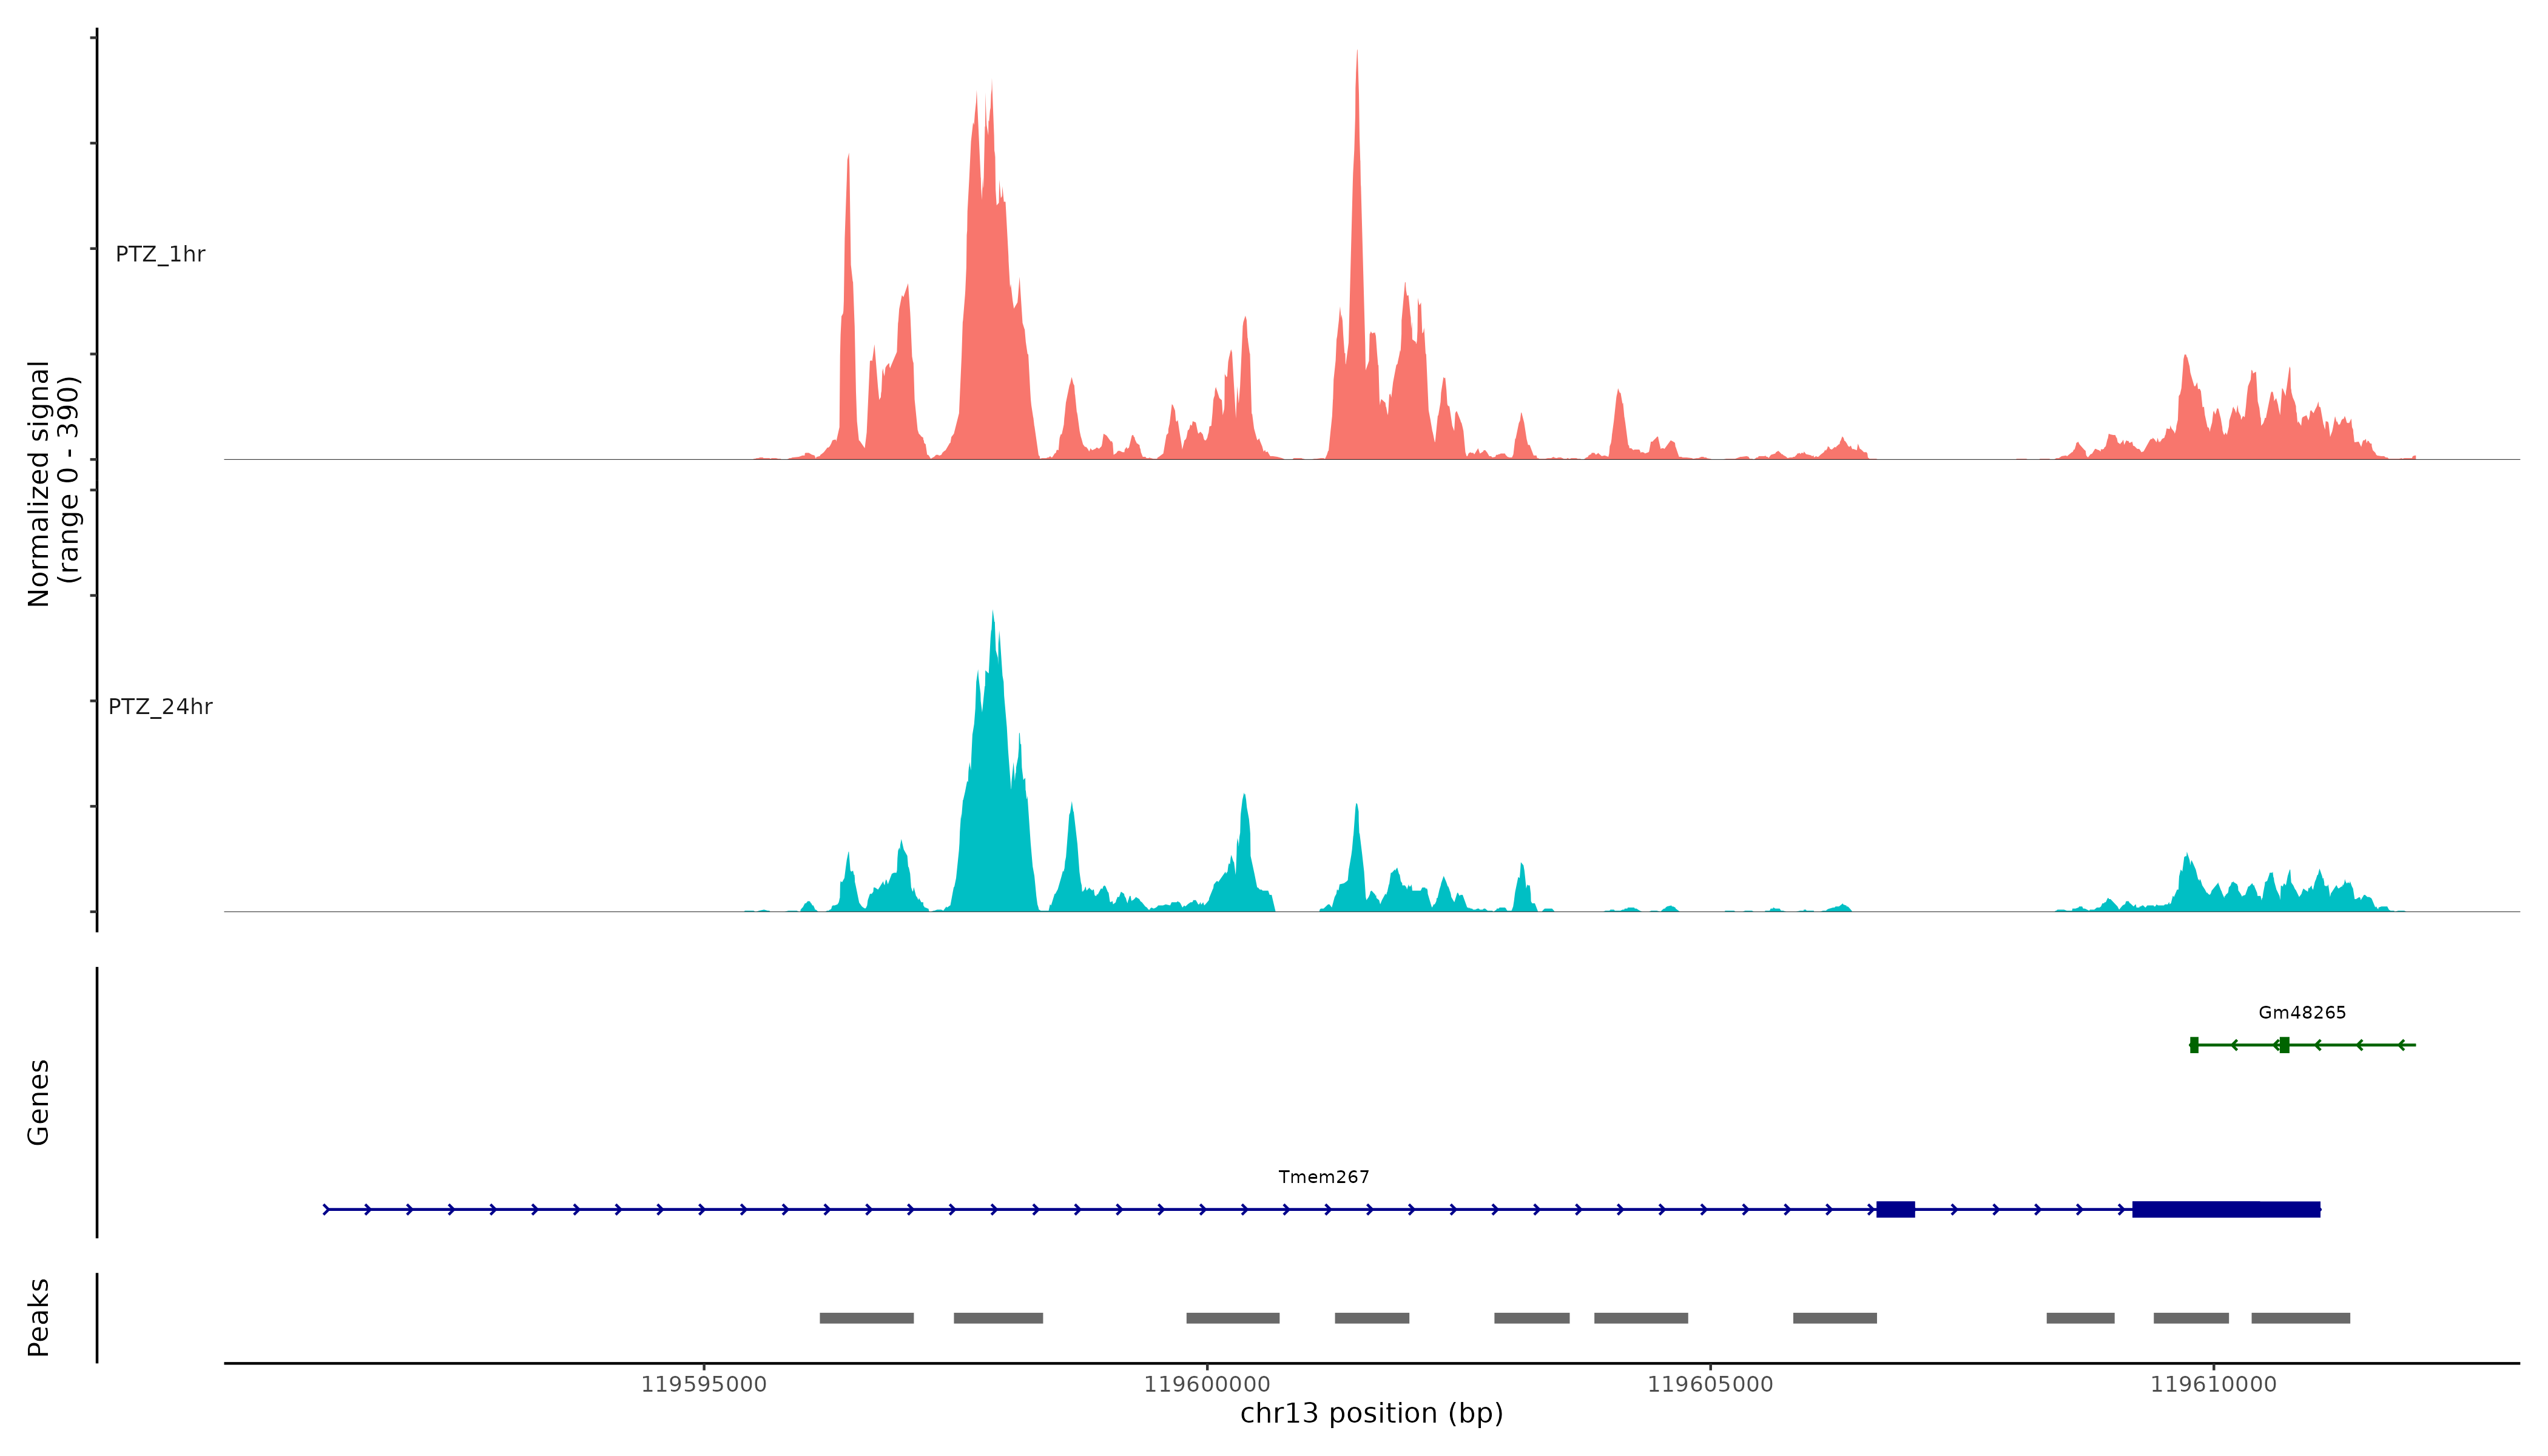 Normalized signal
(range 0 - 390)
PTZ_1hr
PTZ_24hr
Genes
Gm48265
Tmem267
Peaks
119595000
119600000
119605000
119610000
chr13 position (bp)